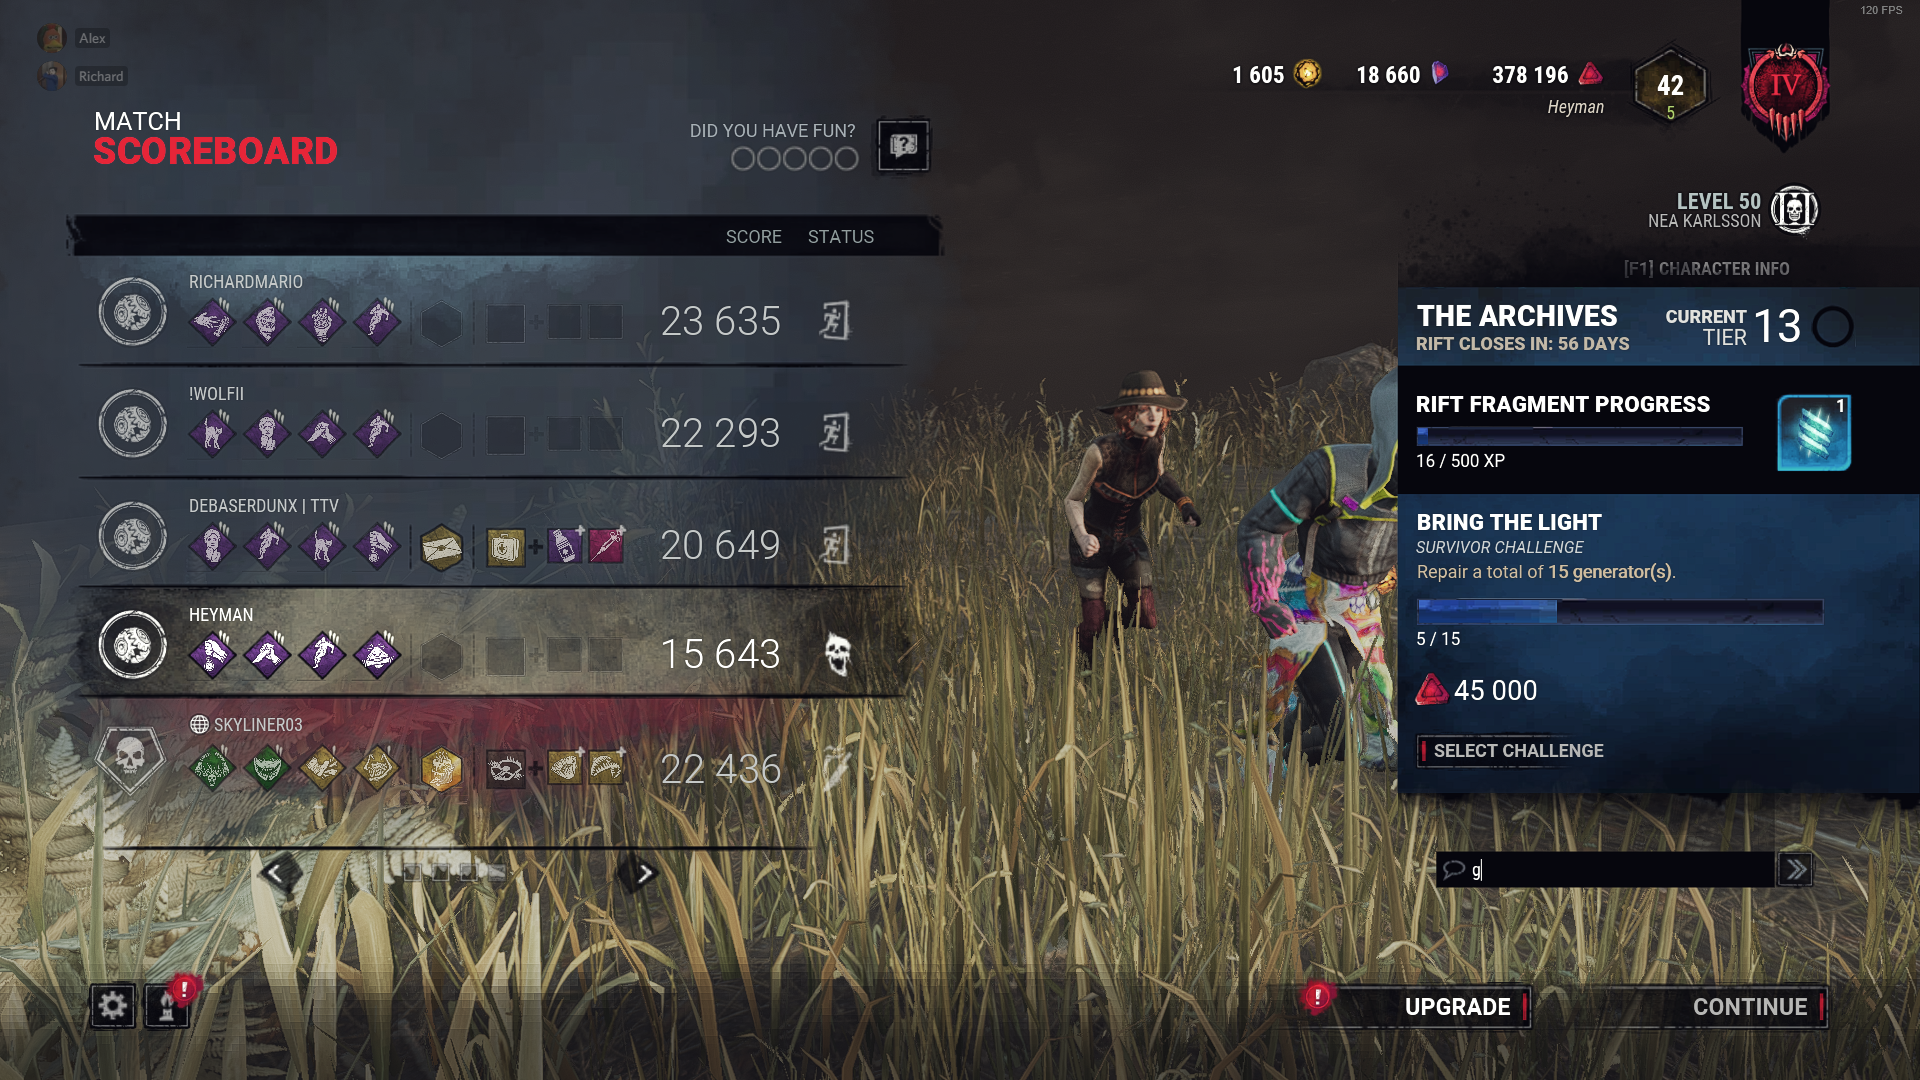 120 FPS
Alex
Richard
1 605
18 660
378 196
Heyman
42
5
IV
MATCH
SCOREBOARD
DID YOU HAVE FUN?
LEVEL 50
NEA KARLSSON
III
[F1] CHARACTER INFO
SCORE STATUS
RICHARDMARIO
23 635
!WOLFII
22 293
DEBASERDUNX | TTV
20 649
HEYMAN
15 643
SKYLINER03
22 436
THE ARCHIVES
RIFT CLOSES IN: 56 DAYS
CURRENT
TIER
13
RIFT FRAGMENT PROGRESS
1
16 / 500 XP
BRING THE LIGHT
SURVIVOR CHALLENGE
Repair a total of 15 generator(s).
5 / 15
45 000
SELECT CHALLENGE
g
UPGRADE
CONTINUE